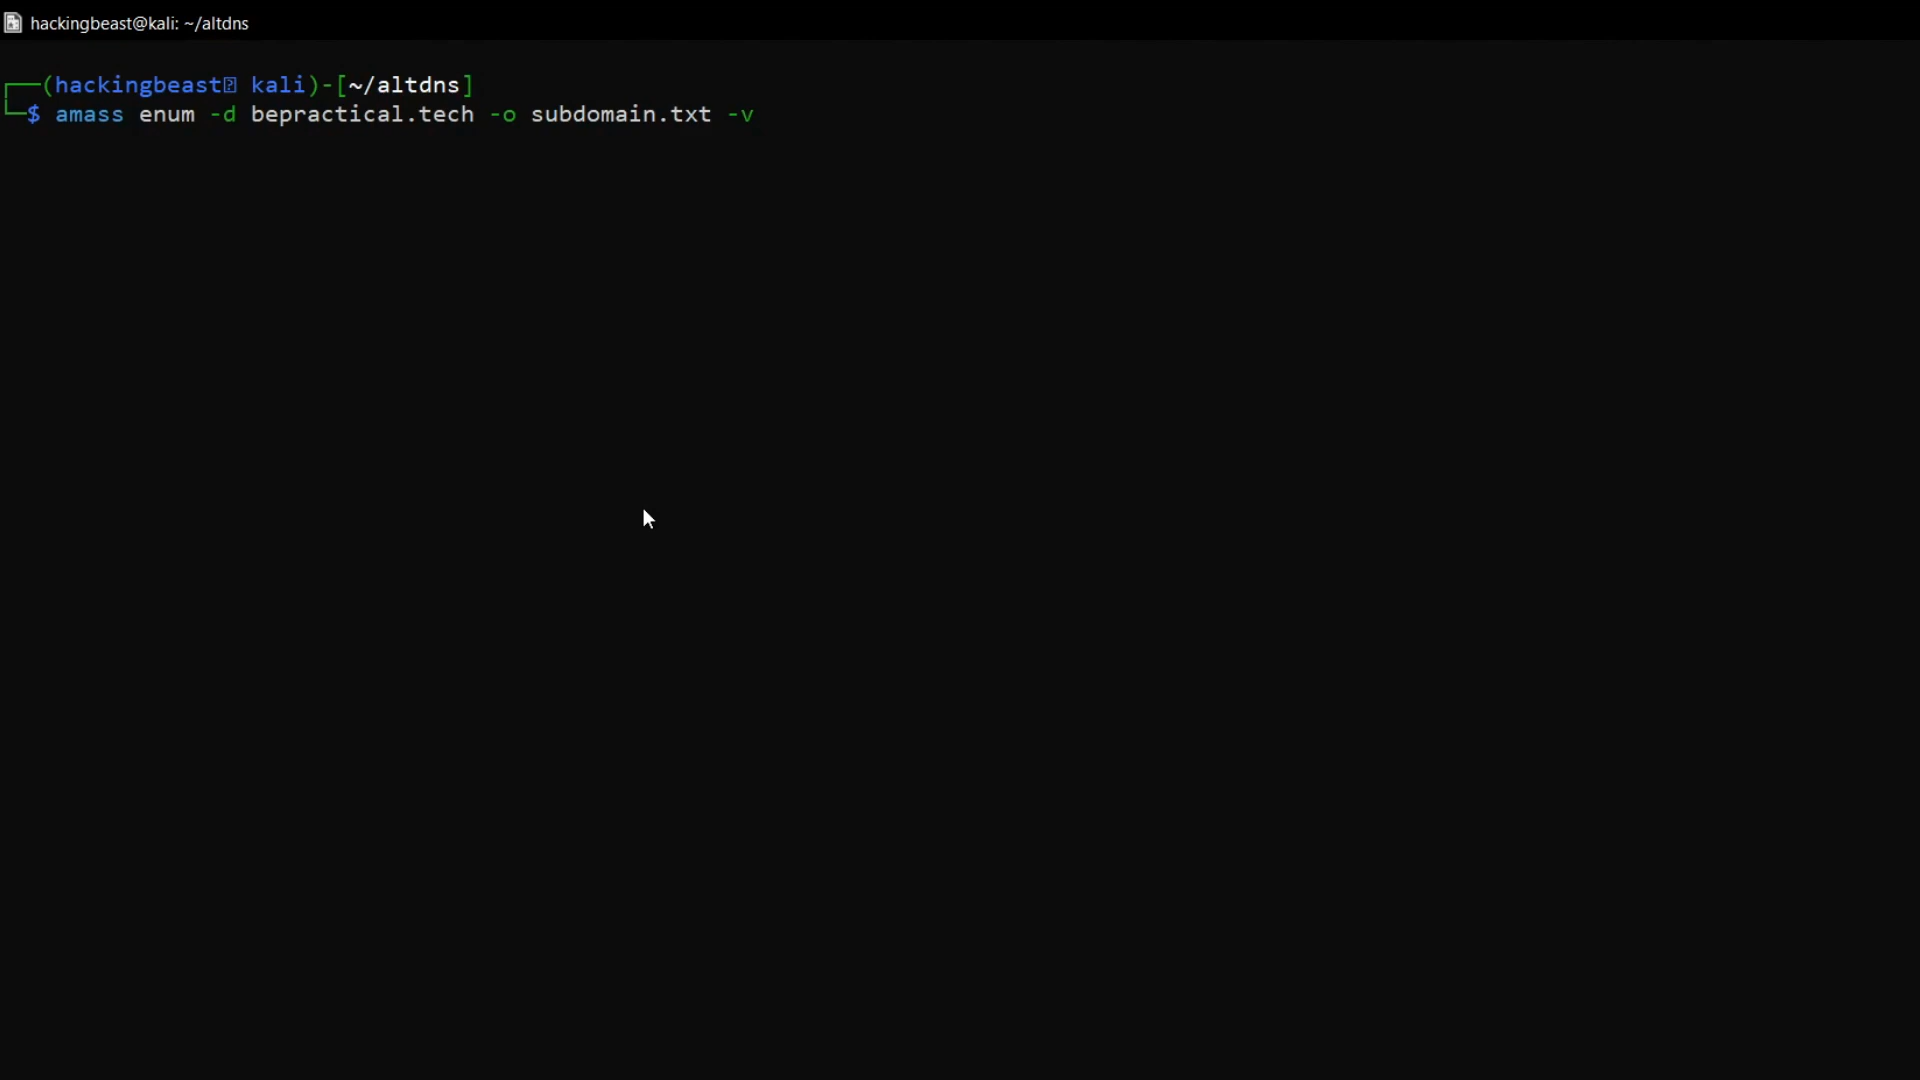 hackingbeast@kali: ~/altdns
┌──(hackingbeast⍰ kali)-[~/altdns]
└─$ amass enum -d bepractical.tech -o subdomain.txt -v